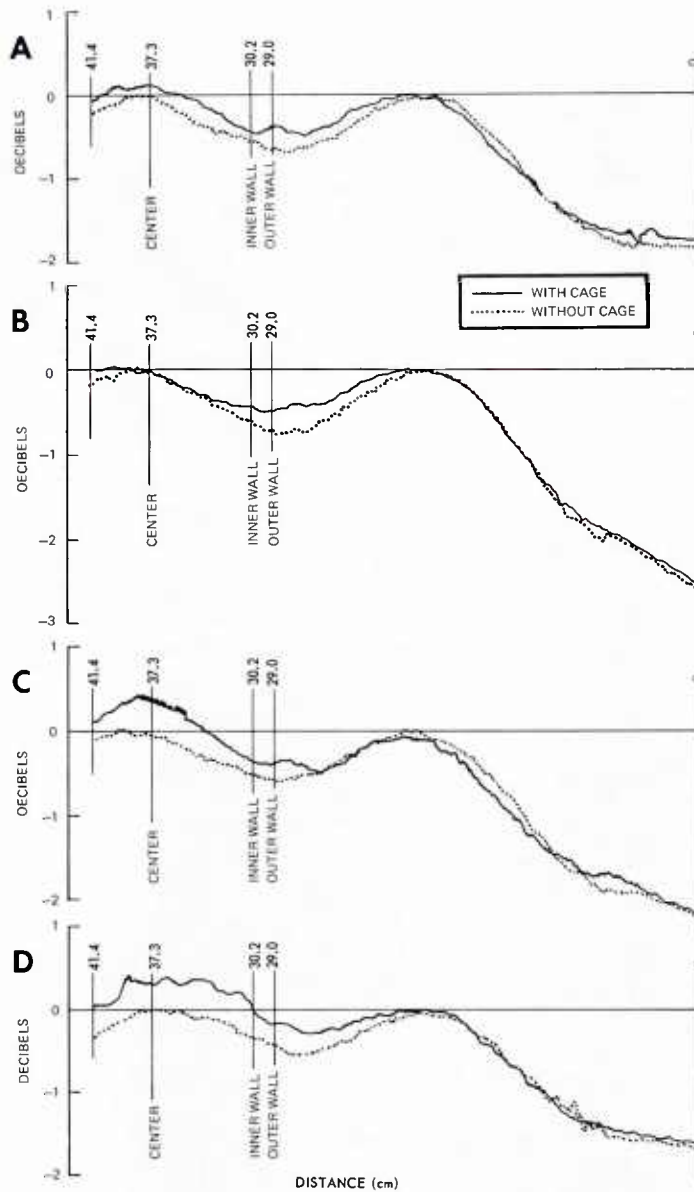 A
1
0
-1
-2
DECIBELS
41.4
37.3
30.2
29.0
CENTER
INNER WALL
OUTER WALL
WITH CAGE
WITHOUT CAGE
B
1
0
-1
-2
-3
OECIBELS
41.4
37.3
30.2
29.0
CENTER
INNER WALL
OUTER WALL
C
1
0
-1
-2
OECIBELS
41.4
37.3
30.2
29.0
CENTER
INNER WALL
OUTER WALL
D
1
0
-1
-2
DECIBELS
41.4
37.3
30.2
29.0
CENTER
INNER WALL
OUTER WALL
DISTANCE (cm)